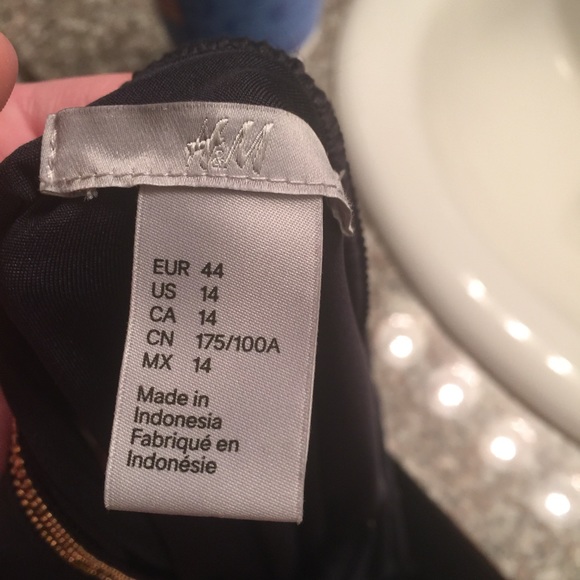 H&M
EUR 44
US 14
CA 14
CN 175/100A
MX 14
Made in
Indonesia
Fabriqué en
Indonésie